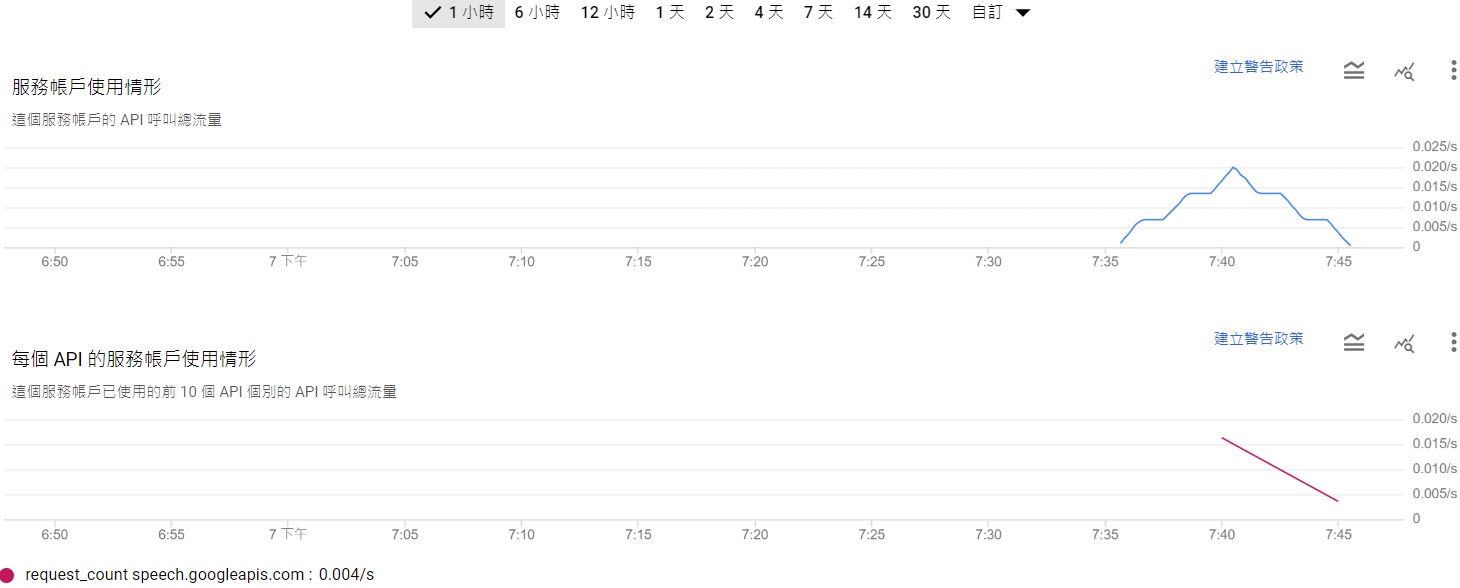 1 小時 6 小時 12 小時 1 天 2 天 4 天 7 天 14 天 30 天 自訂
建立警告政策
服務帳戶使用情形
這個服務帳戶的 API 呼叫總流量
0.025/s
0.020/s
0.015/s
0.010/s
0.005/s
0
6:50 6:55 7 下午 7:05 7:10 7:15 7:20 7:25 7:30 7:35 7:40 7:45
建立警告政策
每個 API 的服務帳戶使用情形
這個服務帳戶已使用的前 10 個 API 個別的 API 呼叫總流量
0.020/s
0.015/s
0.010/s
0.005/s
0
6:50 6:55 7 下午 7:05 7:10 7:15 7:20 7:25 7:30 7:35 7:40 7:45
request_count speech.googleapis.com : 0.004/s